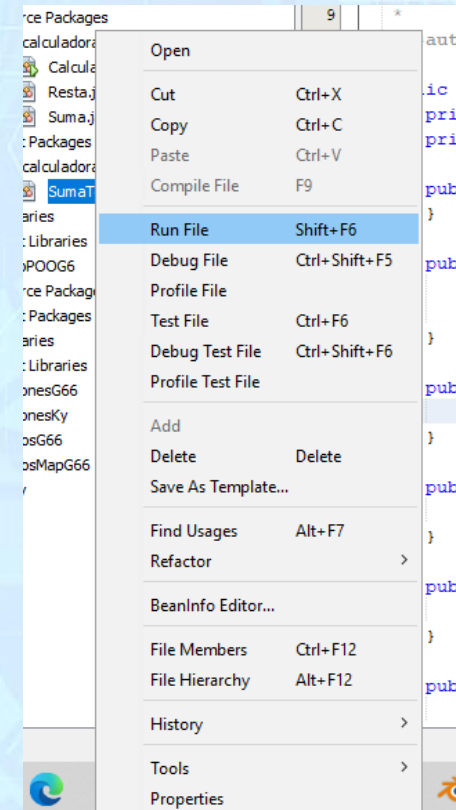 rce Packages
calculadora
Calcula
Resta.j
Suma.j
Packages
calculadora
SumaT
aries
Libraries
POOG6
rce Packag
Packages
aries
Libraries
onesG66
onesKy
osG66
osMapG66
Open
Cut Ctrl+X
Copy Ctrl+C
Paste Ctrl+V
Compile File F9
Run File Shift+F6
Debug File Ctrl+Shift+F5
Profile File
Test File Ctrl+F6
Debug Test File Ctrl+Shift+F6
Profile Test File
Add
Delete Delete
Save As Template...
Find Usages Alt+F7
Refactor >
BeanInfo Editor...
File Members Ctrl+F12
File Hierarchy Alt+F12
History >
Tools >
Properties
9 *
aut
ic
pri
pri
pub
}
pub
}
pub
}
pub
}
pub
}
pub